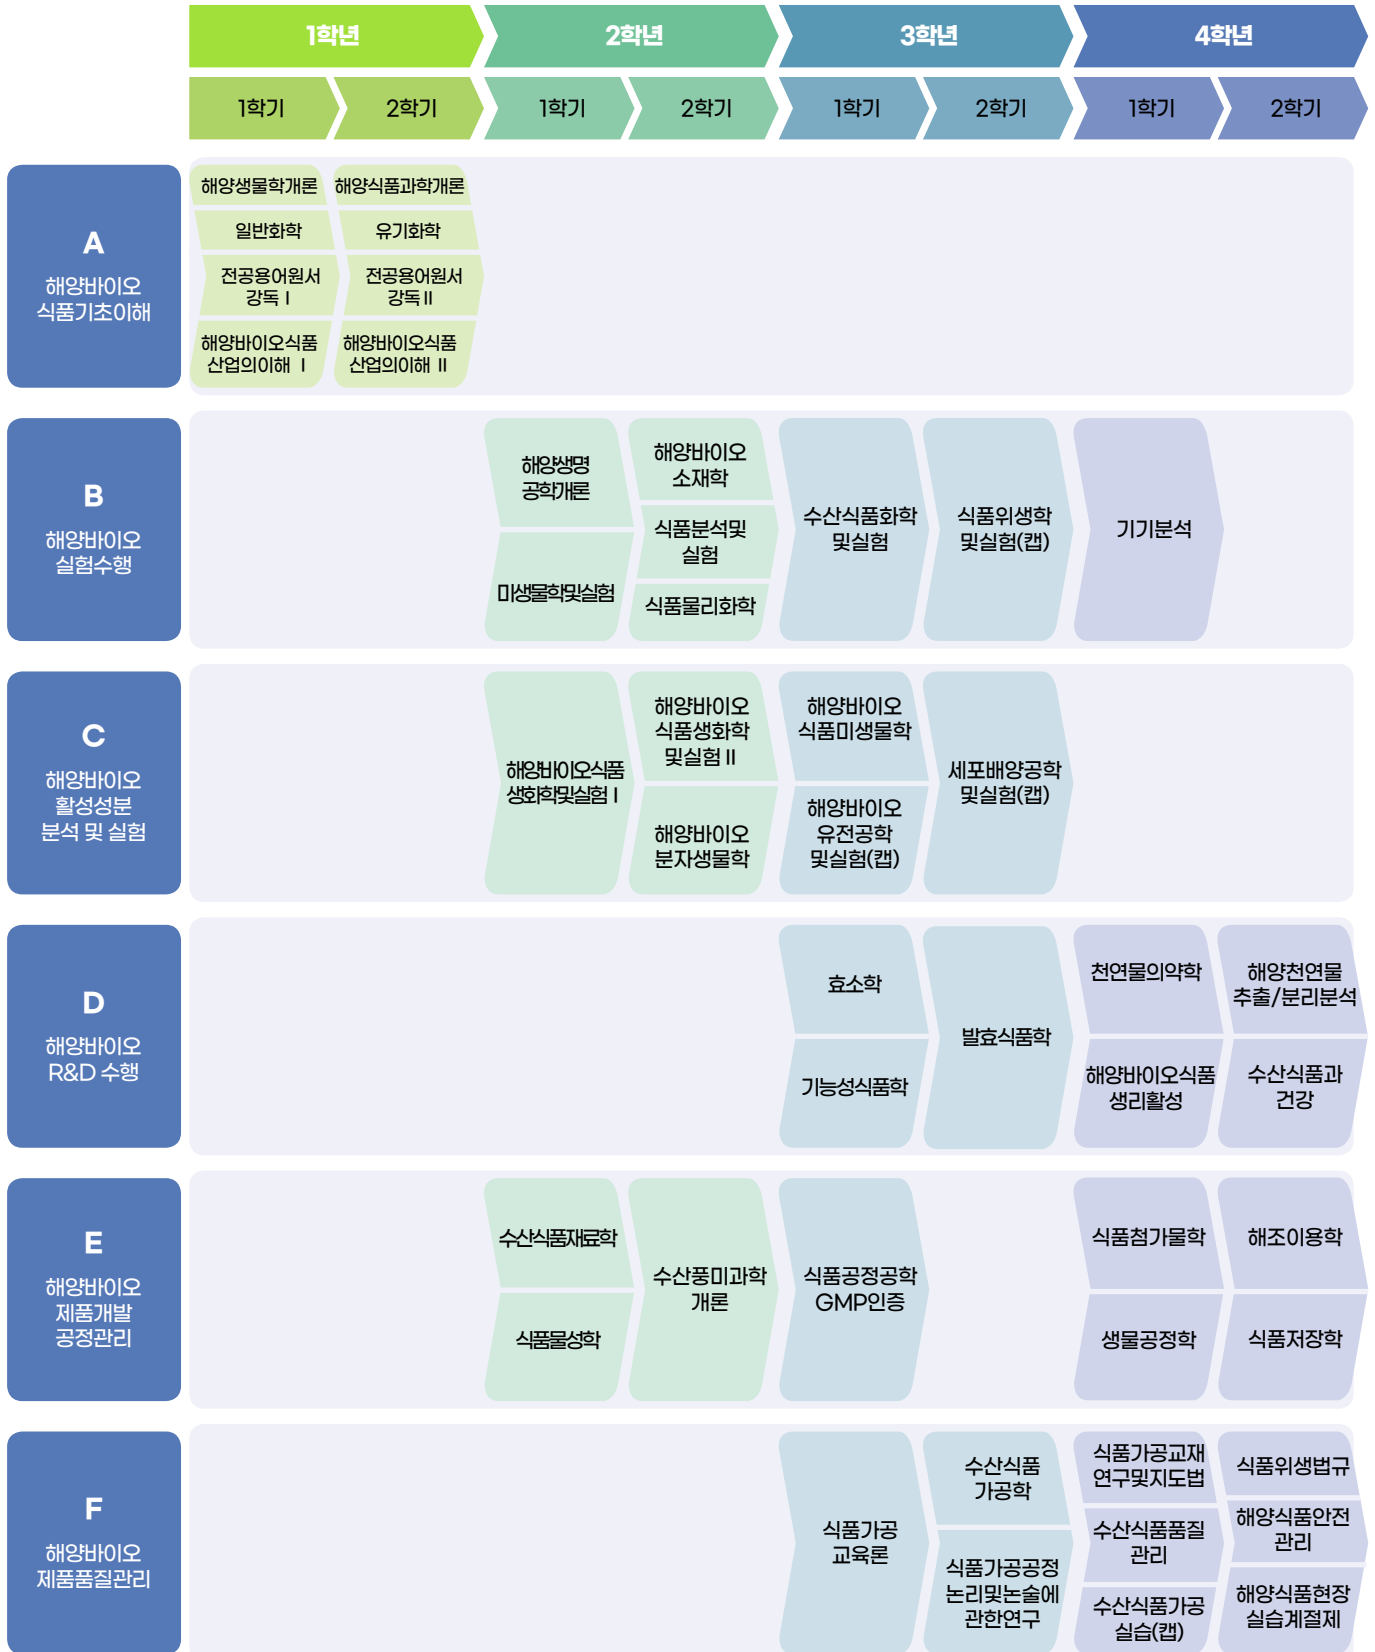 1학년
2학년
3학년
4학년
1학기
2학기
1학기
2학기
1학기
2학기
1학기
2학기
A
해양바이오
식품기초이해
해양생물학개론
일반화학
전공용어원서
강독 I
해양바이오식품
산업의이해 I
해양식품과학개론
유기화학
전공용어원서
강독 II
해양바이오식품
산업의이해 II
B
해양바이오
실험수행
해양생명
공학개론
미생물학및실험
해양바이오
소재학
식품분석및
실험
식품물리화학
수산식품화학
및실험
식품위생학
및실험(캡)
기기분석
C
해양바이오
활성성분
분석 및 실험
해양바이오식품
생화학및실험 I
해양바이오
식품생화학
및실험 II
해양바이오
분자생물학
해양바이오
식품미생물학
해양바이오
유전공학
및실험(캡)
세포배양공학
및실험(캡)
D
해양바이오
R&D 수행
효소학
기능성식품학
발효식품학
천연물의약학
해양바이오식품
생리활성
해양천연물
추출/분리분석
수산식품과
건강
E
해양바이오
제품개발
공정관리
수산식품재료학
식품물성학
수산풍미과학
개론
식품공정공학
GMP인증
식품첨가물학
생물공정학
해조이용학
식품저장학
F
해양바이오
제품품질관리
식품가공
교육론
수산식품
가공학
식품가공공정
논리및논술에
관한연구
식품가공교재
연구및지도법
수산식품품질
관리
수산식품가공
실습(캡)
식품위생법규
해양식품안전
관리
해양식품현장
실습계절제